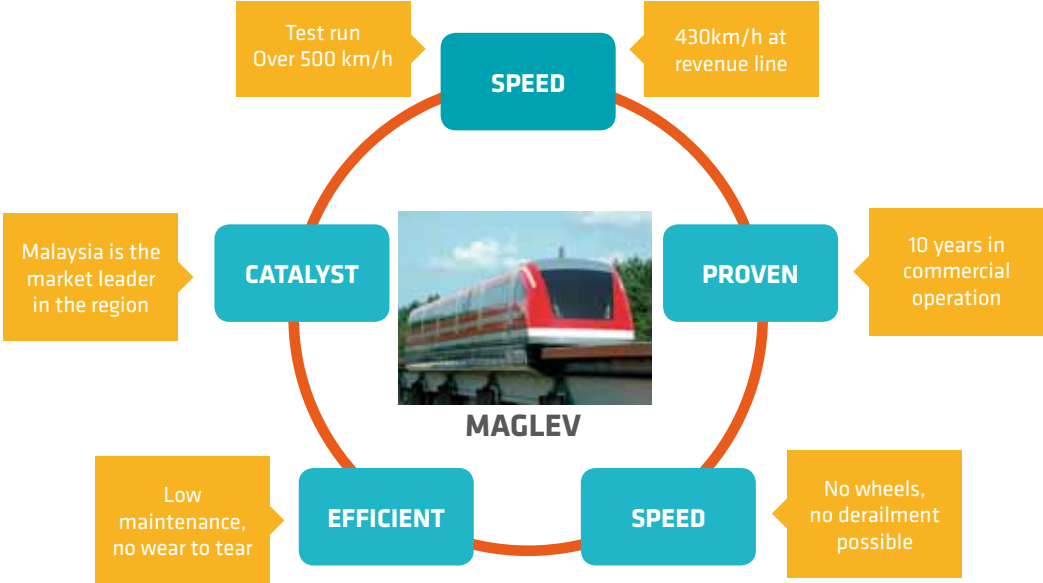 Test run
Over 500 km/h
SPEED
430km/h at
revenue line
Malaysia is the
market leader
in the region
CATALYST
PROVEN
10 years in
commercial
operation
MAGLEV
Low
maintenance,
no wear to tear
EFFICIENT
SPEED
No wheels,
no derailment
possible